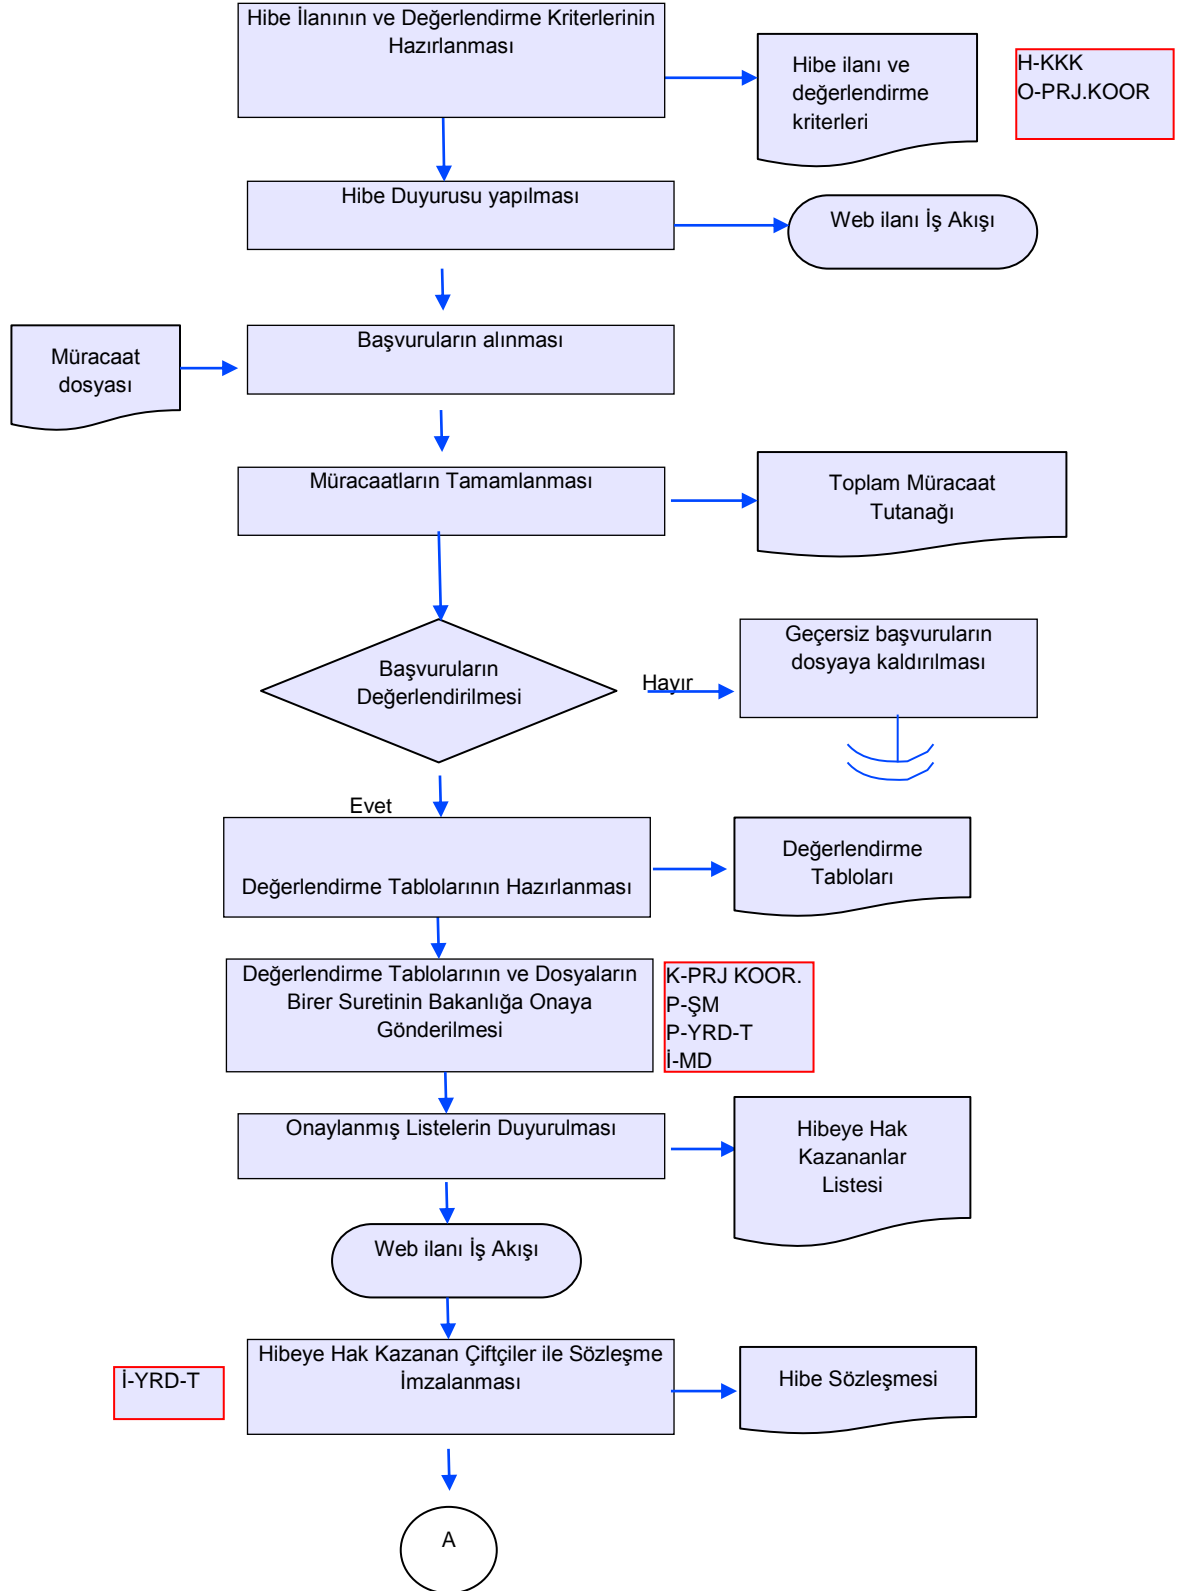 Hibe İlanının ve Değerlendirme Kriterlerinin
Hazırlanması
Hibe ilanı ve
değerlendirme
kriterleri
H-KKK
O-PRJ.KOOR
Hibe Duyurusu yapılması
Web ilanı İş Akışı
Başvuruların alınması
Müracaat
dosyası
Müracaatların Tamamlanması
Toplam Müracaat
Tutanağı
Başvuruların
Değerlendirilmesi
Hayır
Geçersiz başvuruların
dosyaya kaldırılması
Evet
Değerlendirme Tablolarının Hazırlanması
Değerlendirme
Tabloları
Değerlendirme Tablolarının ve Dosyaların
Birer Suretinin Bakanlığa Onaya
Gönderilmesi
K-PRJ KOOR.
P-ŞM
P-YRD-T
İ-MD
Onaylanmış Listelerin Duyurulması
Hibeye Hak
Kazananlar
Listesi
Web ilanı İş Akışı
Hibeye Hak Kazanan Çiftçiler ile Sözleşme
İmzalanması
İ-YRD-T
Hibe Sözleşmesi
A